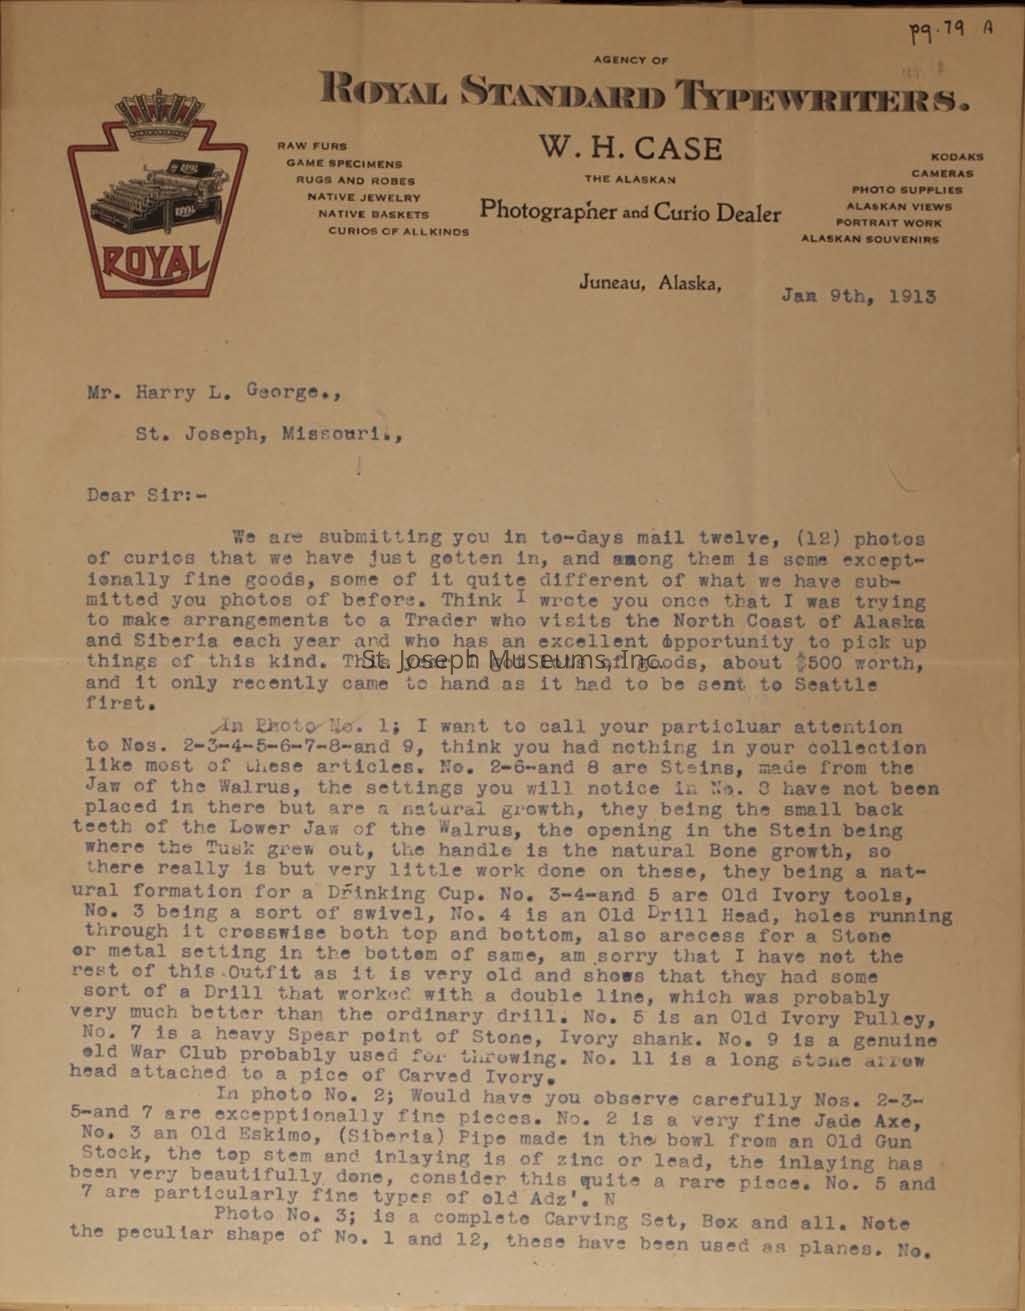 pg. 79 A
AGENCY OF
ROYAL STANDARD TYPEWRITERS.
W. H. CASE
THE ALASKAN
Photographer and Curio Dealer
RAW FURS
GAME SPECIMENS
RUGS AND ROBES
NATIVE JEWELRY
NATIVE BASKETS
CURIOS OF ALL KINDS
KODAKS
CAMERAS
PHOTO SUPPLIES
ALASKAN VIEWS
PORTRAIT WORK
ALASKAN SOUVENIRS
ROYAL
ROYAL
ROYAL
Juneau, Alaska, Jan 9th, 1913
Mr. Harry L. George.,
St. Joseph, Missouri.,
Dear Sir:-
We are submitting you in to-days mail twelve, (12) photos
of curios that we have just gotten in, and among them is some except-
ionally fine goods, some of it quite different of what we have sub-
mitted you photos of before. Think I wrote you once that I was trying
to make arrangements to a Trader who visits the North Coast of Alaska
and Siberia each year and who has an excellent opportunity to pick up
things of this kind. This goods, about $500 worth,
St. Joseph Museums, Inc.
and it only recently came to hand as it had to be sent to Seattle
first.
In Photo No. 1; I want to call your particluar attention
to Nos. 2-3-4-5-6-7-8-and 9, think you had nothing in your collection
like most of these articles. No. 2-6-and 8 are Steins, made from the
Jaw of the Walrus, the settings you will notice in No. 8 have not been
placed in there but are a natural growth, they being the small back
teeth of the Lower Jaw of the Walrus, the opening in the Stein being
where the Tusk grew out, the handle is the natural Bone growth, so
there really is but very little work done on these, they being a nat-
ural formation for a Drinking Cup. No. 3-4-and 5 are Old Ivory tools,
No. 3 being a sort of swivel, No. 4 is an Old Drill Head, holes running
through it crosswise both top and bottom, also arecess for a Stone
or metal setting in the bottom of same, am sorry that I have not the
rest of this Outfit as it is very old and shows that they had some
sort of a Drill that worked with a double line, which was probably
very much better than the ordinary drill. No. 5 is an Old Ivory Pulley,
No. 7 is a heavy Spear point of Stone, Ivory shank. No. 9 is a genuine
old War Club probably used for throwing. No. 11 is a long stone arrow
head attached to a pice of Carved Ivory.
In photo No. 2; Would have you observe carefully Nos. 2-3-
5-and 7 are excepptionally fine pieces. No. 2 is a very fine Jade Axe,
No. 3 an Old Eskimo, (Siberia) Pipe made in the bowl from an Old Gun
Stock, the top stem and inlaying is of zinc or lead, the inlaying has
been very beautifully done, consider this quite a rare piece. No. 5 and
7 are particularly fine types of old Adz'. N
Photo No. 3; is a complete Carving Set, Box and all. Note
the peculiar shape of No. 1 and 12, these have been used as planes. No.